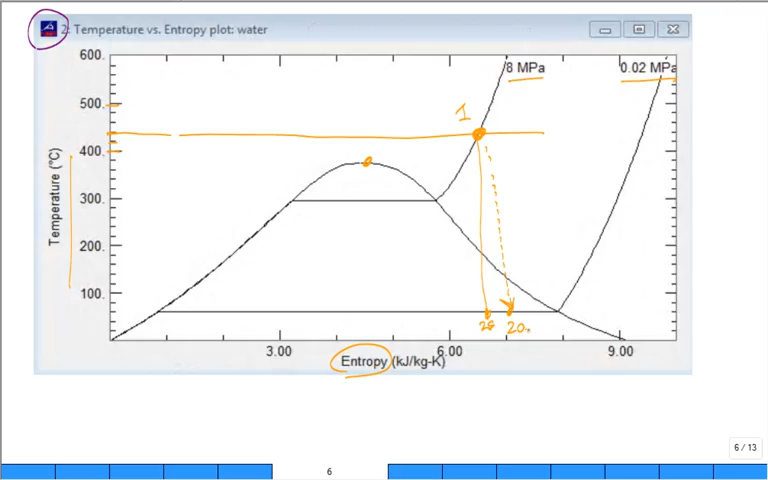 2: Temperature vs. Entropy plot: water
600.
8 MPa
0.02 MPa
500.
1
400.
300.
200.
100.
Temperature (°C)
2s
2a.
3.00
6.00
9.00
Entropy (kJ/kg-K)
6 / 13
6